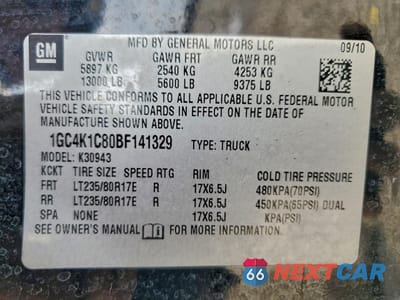 GM
MFD BY GENERAL MOTORS LLC
09/10
GVWR GAWR FRT GAWR RR
5897 KG 2540 KG 4253 KG
13000 LB 5600 LB 9375 LB
THIS VEHICLE CONFORMS TO ALL APPLICABLE U.S. FEDERAL MOTOR
VEHICLE SAFETY STANDARDS IN EFFECT ON THE DATE OF
MANUFACTURE SHOWN ABOVE.
1GC4K1C80BF141329 TYPE: TRUCK
MODEL: K30943
KCKT TIRE SIZE SPEED RTG RIM COLD TIRE PRESSURE
FRT LT235/80R17E R 17X6.5J 480KPA(70PSI)
RR LT235/80R17E R 17X6.5J 450KPA(65PSI) DUAL
SPA NONE 17X6.5J KPA(PSI)
SEE OWNER'S MANUAL FOR MORE INFORMATION.
66 NEXTCAR